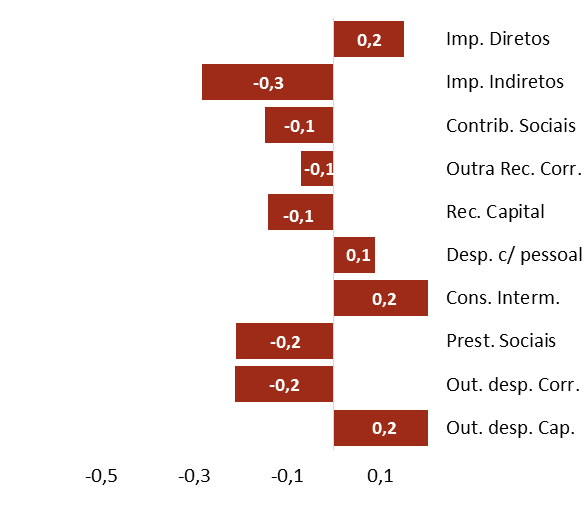 0,2 Imp. Diretos
-0,3 Imp. Indiretos
-0,1 Contrib. Sociais
-0,1 Outra Rec. Corr.
-0,1 Rec. Capital
0,1 Desp. c/ pessoal
0,2 Cons. Interm.
-0,2 Prest. Sociais
-0,2 Out. desp. Corr.
0,2 Out. desp. Cap.
-0,5 -0,3 -0,1 0,1